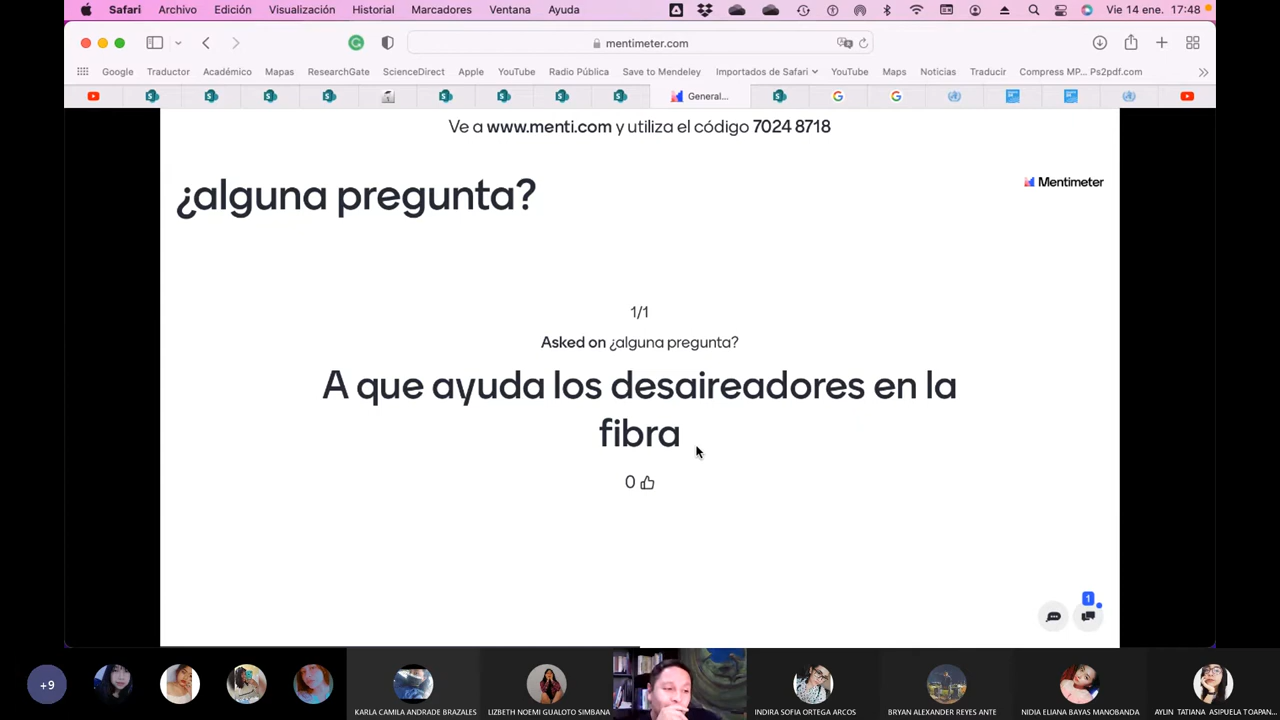 Safari Archivo Edición Visualización Historial Marcadores Ventana Ayuda Vie 14 ene. 17:48
mentimeter.com
Google Traductor Académico Mapas ResearchGate ScienceDirect Apple YouTube Radio Pública Save to Mendeley Importados de Safari YouTube Maps Noticias Traducir Compress MP... Ps2pdf.com
General...
Ve a www.menti.com y utiliza el código 7024 8718
¿alguna pregunta?
Mentimeter
1/1
Asked on ¿alguna pregunta?
A que ayuda los desaireadores en la
fibra
0
1
+9
KARLA CAMILA ANDRADE BRAZALES
LIZBETH NOEMI GUALOTO SIMBANA
INDIRA SOFIA ORTEGA ARCOS
BRYAN ALEXANDER REYES ANTE
NIDIA ELIANA BAYAS MANOBANDA
AYLIN TATIANA ASIPUELA TOAPAN...